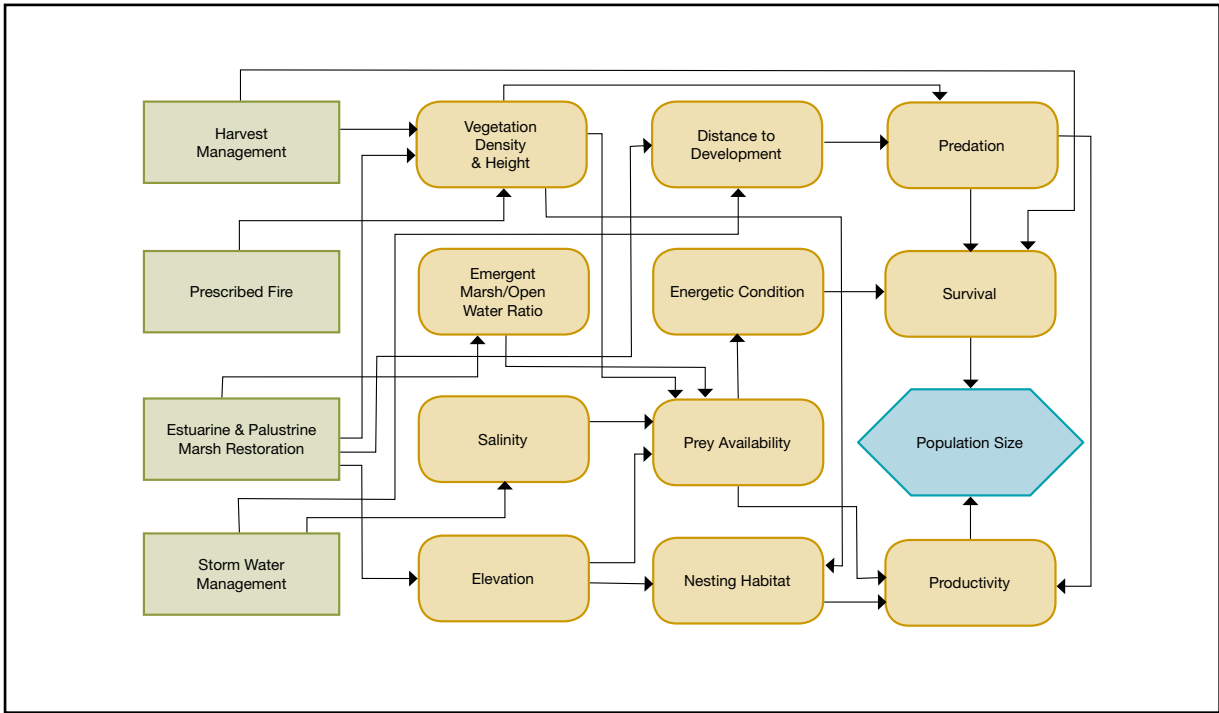 Harvest
Management
Vegetation
Density
& Height
Distance to
Development
Predation
Prescribed Fire
Emergent
Marsh/Open
Water Ratio
Energetic Condition
Survival
Estuarine & Palustrine
Marsh Restoration
Salinity
Prey Availability
Population Size
Storm Water
Management
Elevation
Nesting Habitat
Productivity